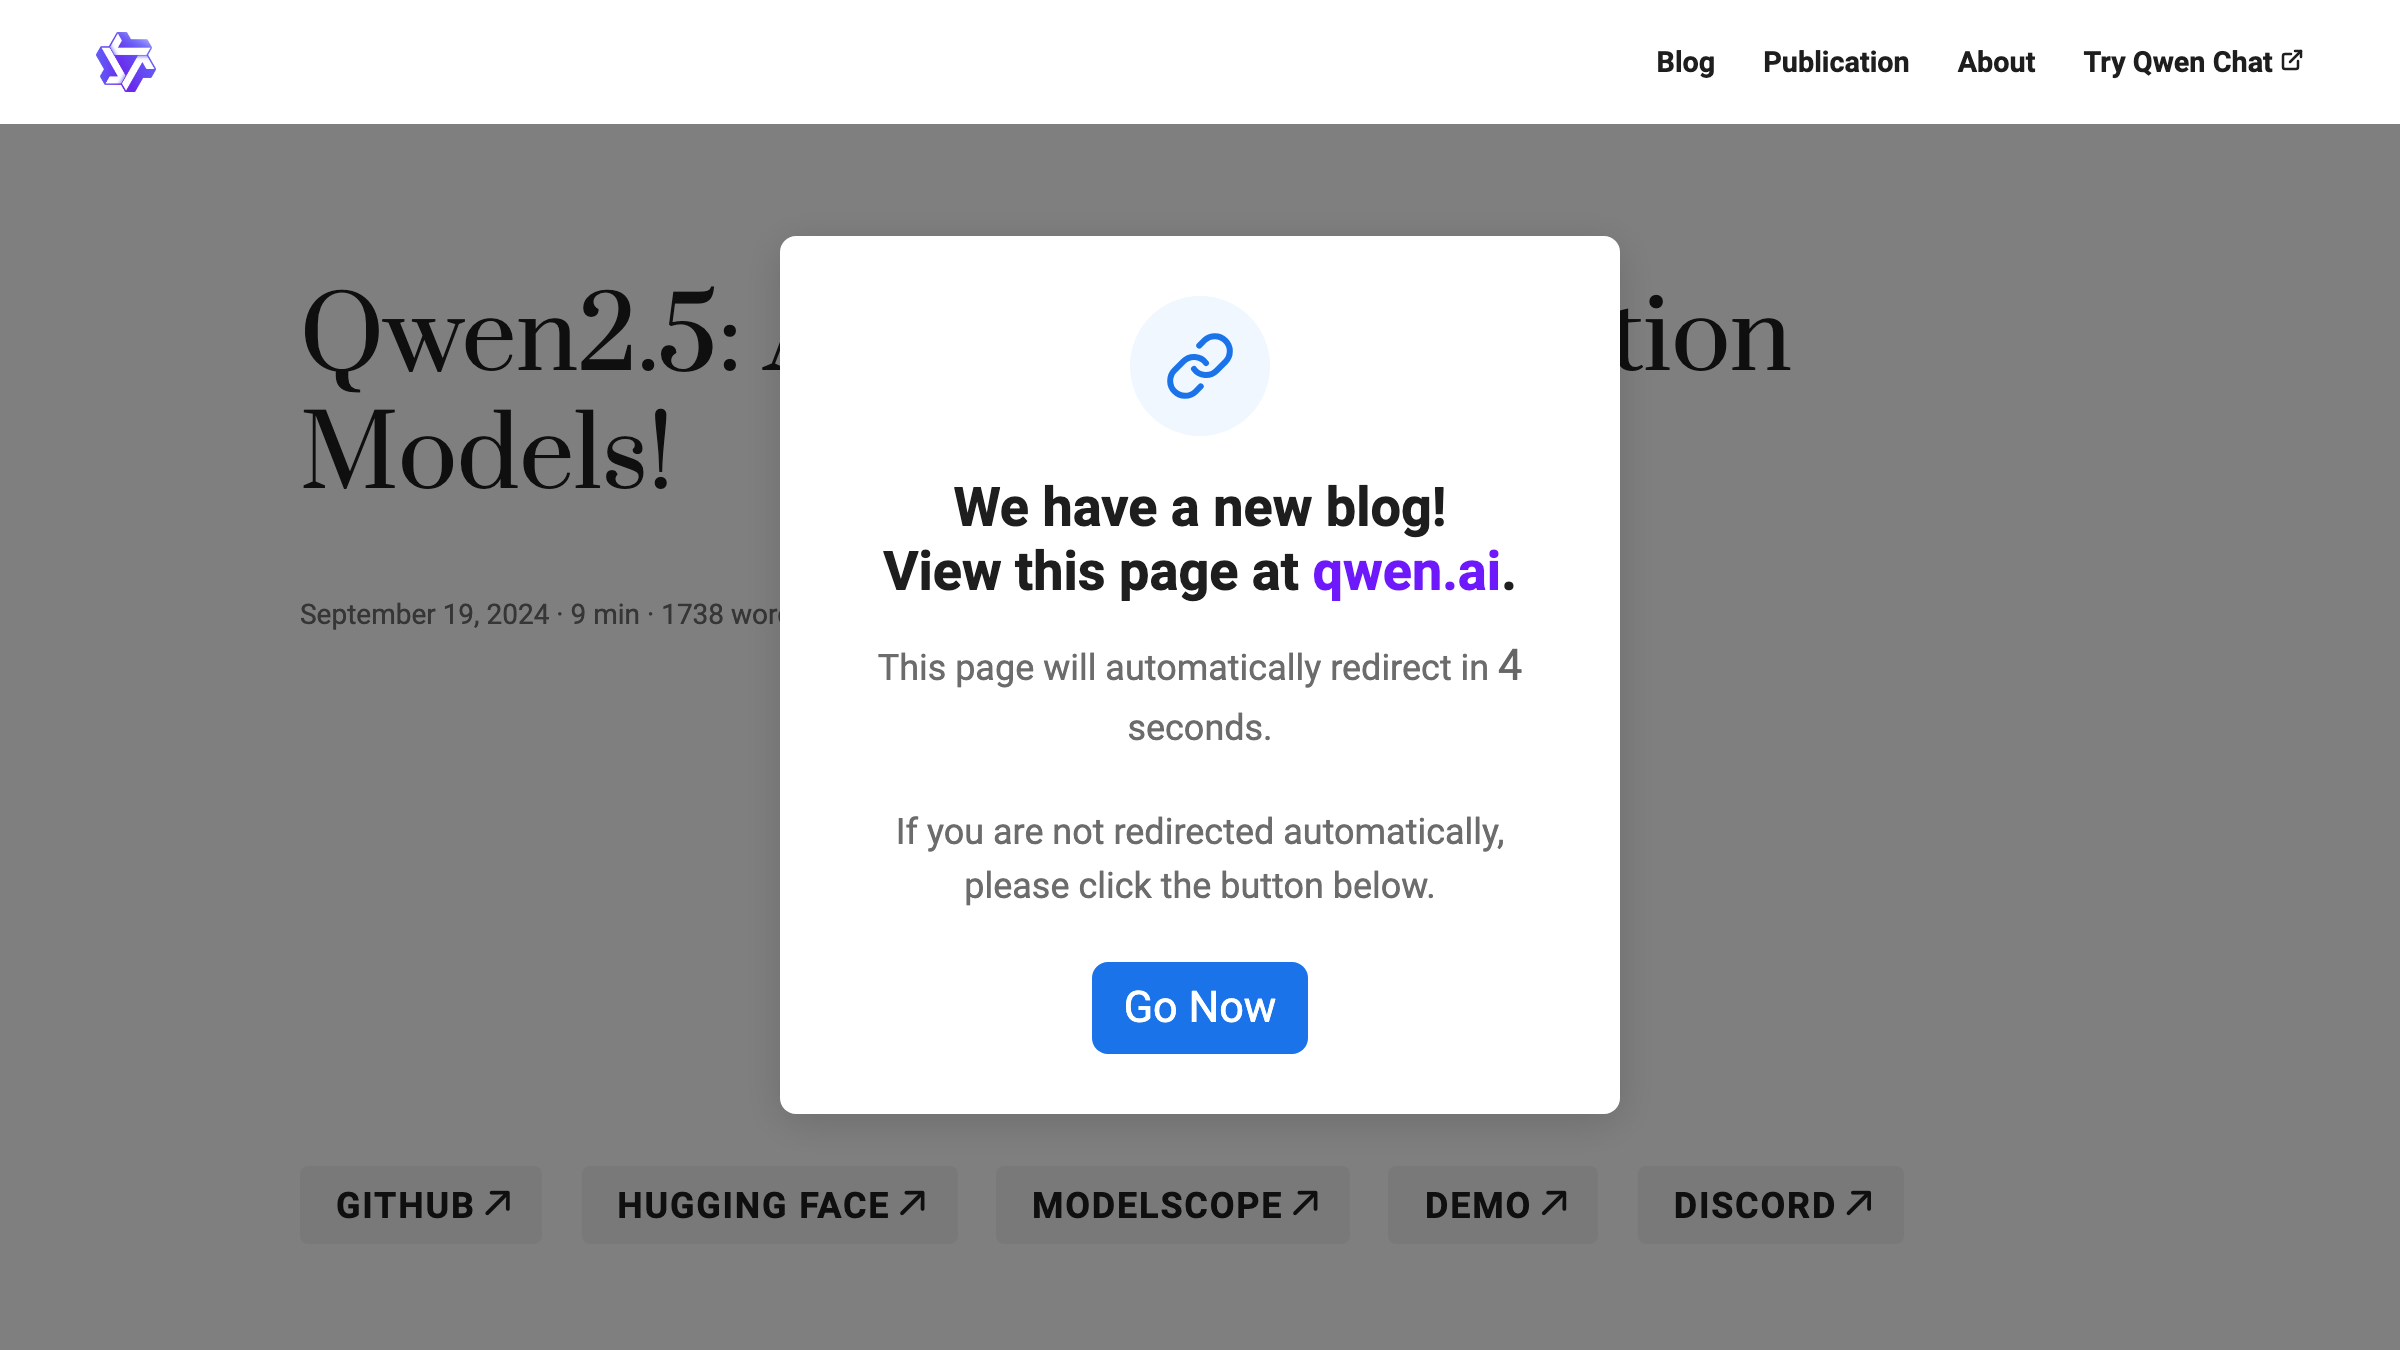 Blog Publication About Try Qwen Chat
Qwen2.5: tion
Models!
September 19, 2024 · 9 min · 1738
We have a new blog!
View this page at qwen.ai.
This page will automatically redirect in 4
seconds.
If you are not redirected automatically,
please click the button below.
Go Now
GITHUB HUGGING FACE MODELSCOPE DEMO DISCORD